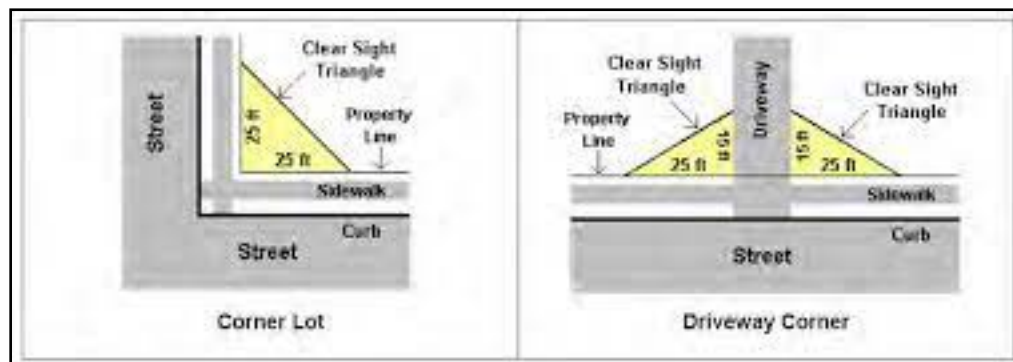 Clear Sight
Triangle
Street
25 ft
25 ft
Property
Line
Sidewalk
Curb
Street
Corner Lot
Clear Sight
Triangle
Driveway
Clear Sight
Triangle
Property
Line
25 ft
15 ft
15 ft
25 ft
Sidewalk
Curb
Street
Driveway Corner